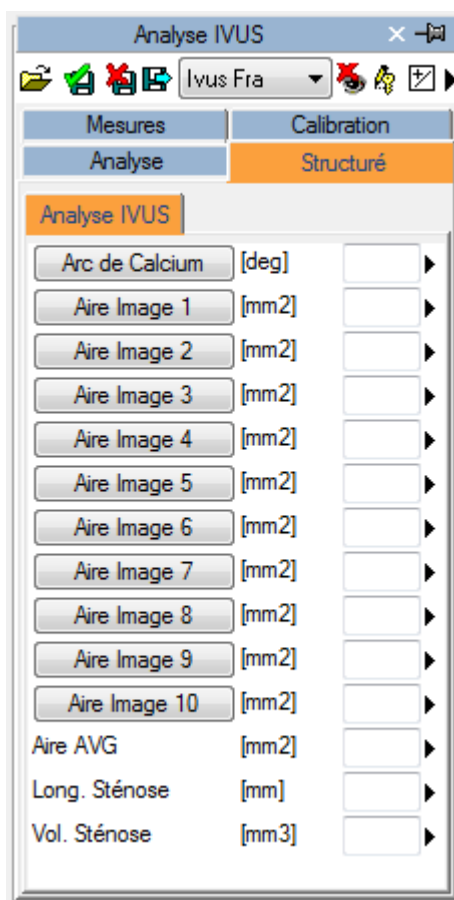 Analyse IVUS
Ivus Fra
Mesures Calibration
Analyse Structuré
Analyse IVUS
Arc de Calcium [deg]
Aire Image 1 [mm2]
Aire Image 2 [mm2]
Aire Image 3 [mm2]
Aire Image 4 [mm2]
Aire Image 5 [mm2]
Aire Image 6 [mm2]
Aire Image 7 [mm2]
Aire Image 8 [mm2]
Aire Image 9 [mm2]
Aire Image 10 [mm2]
Aire AVG [mm2]
Long. Sténose [mm]
Vol. Sténose [mm3]